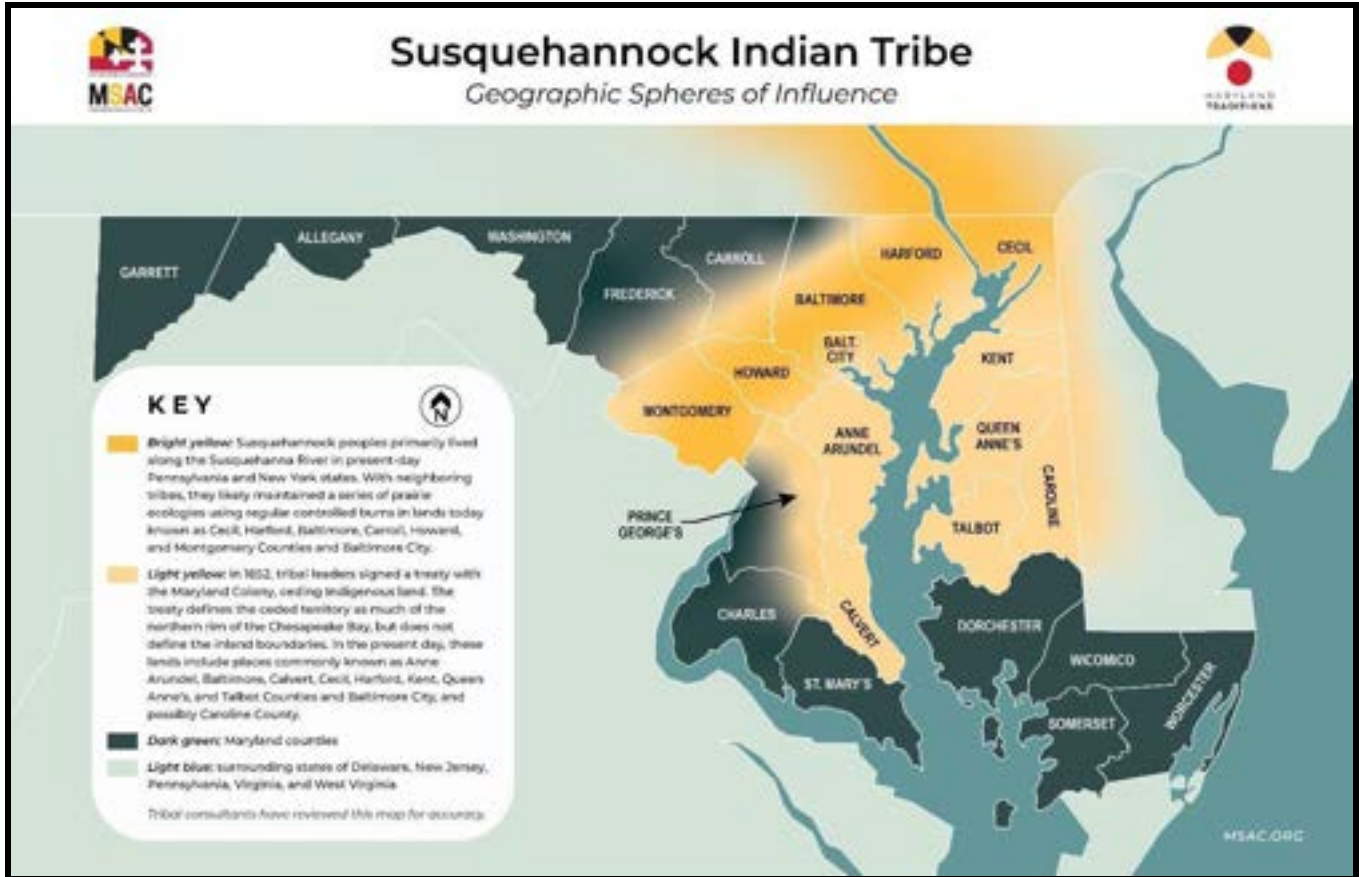 Susquehannock Indian Tribe
Geographic Spheres of Influence
MSAC
MARYLAND
TRADITIONS
GARRETT
ALLEGANY
WASHINGTON
FREDERICK
CARROLL
HARFORD
CECIL
BALTIMORE
BALT.
CITY
KENT
HOWARD
MONTGOMERY
ANNE
ARUNDEL
QUEEN
ANNE'S
CAROLINE
PRINCE
GEORGE'S
TALBOT
CHARLES
CALVERT
DORCHESTER
ST. MARY'S
WICOMICO
WORCESTER
SOMERSET
KEY
N
Bright yellow: Susquehannock peoples primarily lived
along the Susquehanna River in present-day
Pennsylvania and New York states. With neighboring
tribes, they likely maintained a series of prairie
ecologies using regular controlled burns in lands today
known as Cecil, Harford, Baltimore, Carroll, Howard,
and Montgomery Counties and Baltimore City.
Light yellow: In 1652, tribal leaders signed a treaty with
the Maryland Colony, ceding Indigenous land. The
treaty defines the ceded territory as much of the
northern rim of the Chesapeake Bay, but does not
define the inland boundaries. In the present day, these
lands include places commonly known as Anne
Arundel, Baltimore, Calvert, Cecil, Harford, Kent, Queen
Anne's, and Talbot Counties and Baltimore City, and
possibly Caroline County.
Dark green: Maryland counties
Light blue: surrounding states of Delaware, New Jersey,
Pennsylvania, Virginia, and West Virginia
Tribal consultants have reviewed this map for accuracy.
MSAC.ORG